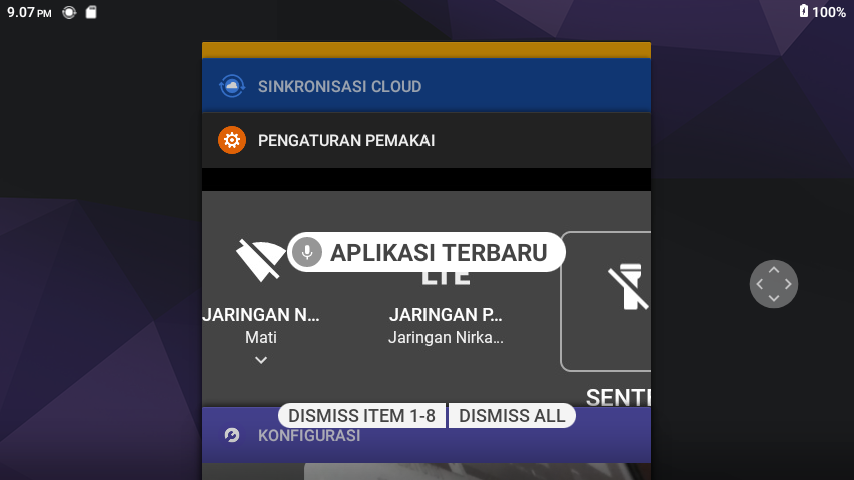 9.07 PM
100%
SINKRONISASI CLOUD
PENGATURAN PEMAKAI
APLIKASI TERBARU
LTE
JARINGAN N...
JARINGAN P...
Mati
Jaringan Nirka...
DISMISS ITEM 1-8
DISMISS ALL
KONFIGURASI